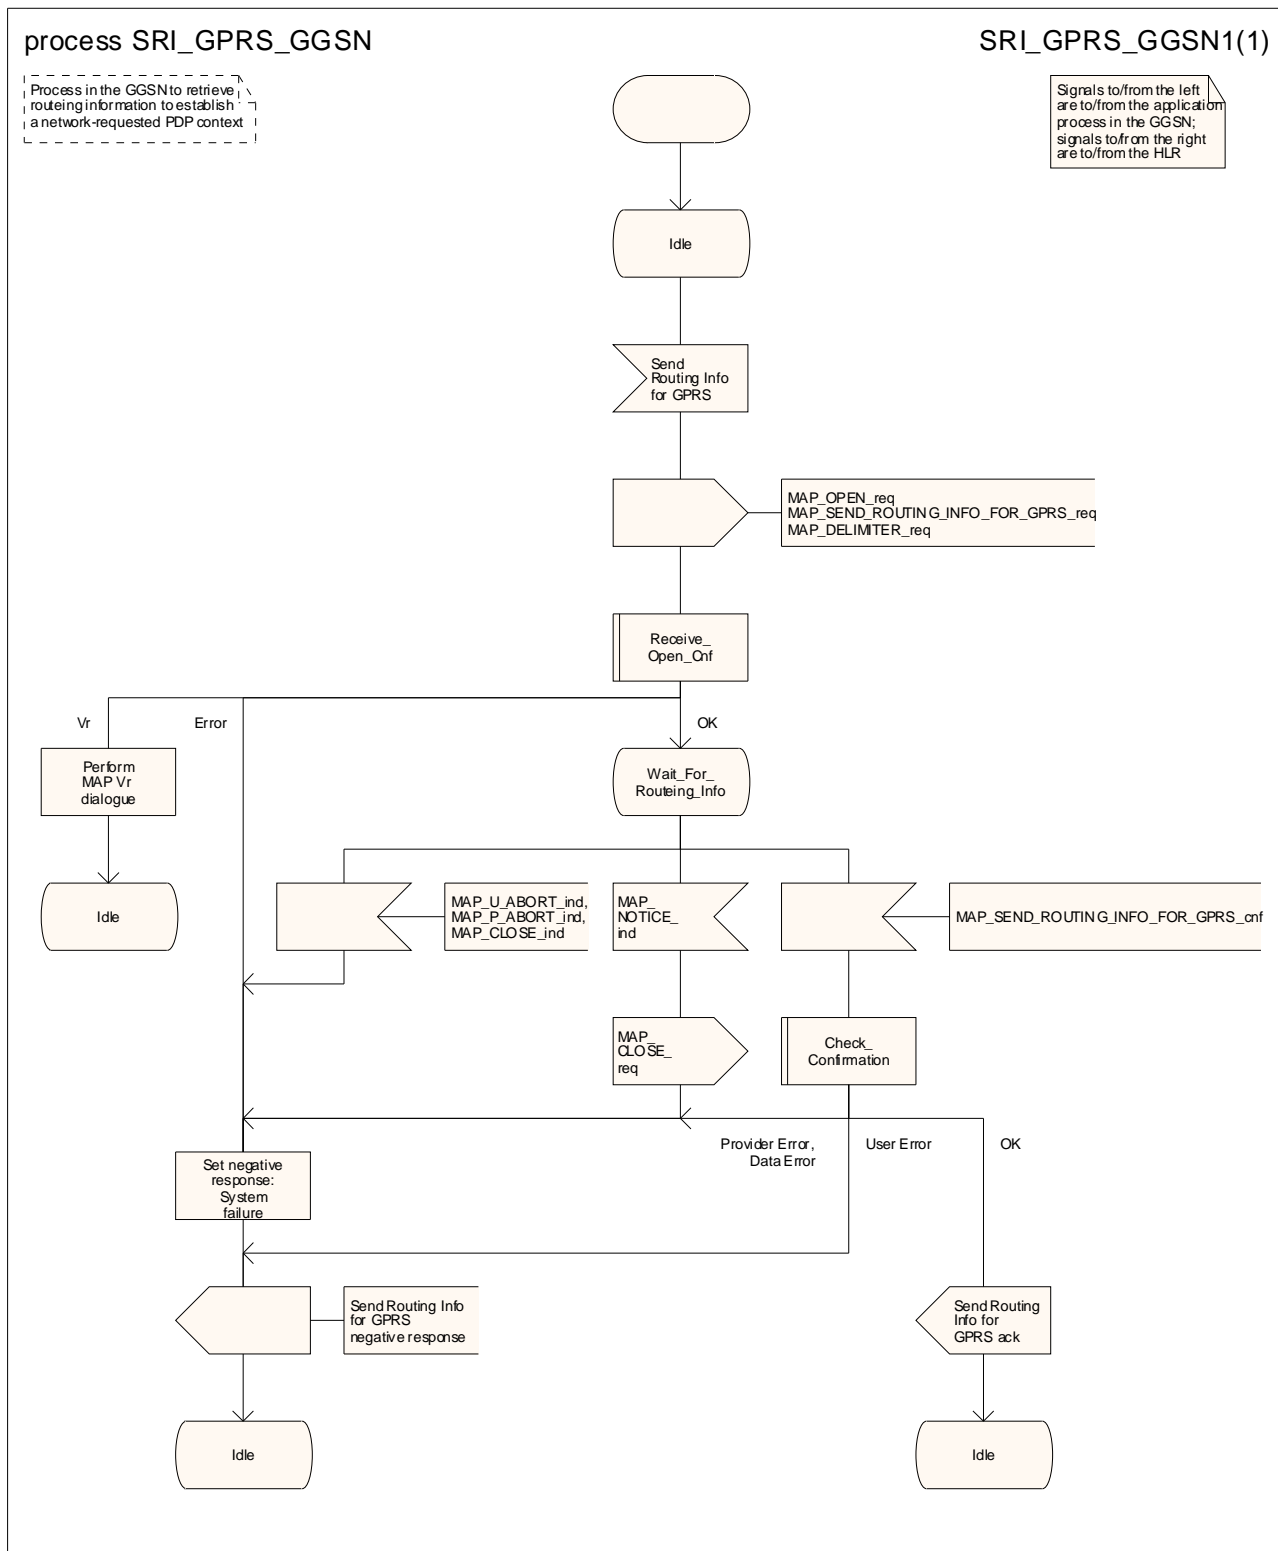 process SRI_GPRS_GGSN
SRI_GPRS_GGSN1(1)
Process in the GGSN to retrieve
routeing information to establish
a network-requested PDP context
Signals to/from the left
are to/from the application
process in the GGSN;
signals to/from the right
are to/from the HLR
Idle
Send
Routing Info
for GPRS
MAP_OPEN_req
MAP_SEND_ROUTING_INFO_FOR_GPRS_req
MAP_DELIMITER_req
Receive_
Open_Cnf
Vr
Error
OK
Perform
MAP Vr
dialogue
Wait_For_
Routeing_Info
Idle
MAP_U_ABORT_ind,
MAP_P_ABORT_ind,
MAP_CLOSE_ind
MAP_
NOTICE_
ind
MAP_SEND_ROUTING_INFO_FOR_GPRS_cnf
MAP_
CLOSE_
req
Check_
Confirmation
Provider Error,
Data Error
User Error
OK
Set negative
response:
System
failure
Send Routing Info
for GPRS
negative response
Send Routing
Info for
GPRS ack
Idle
Idle